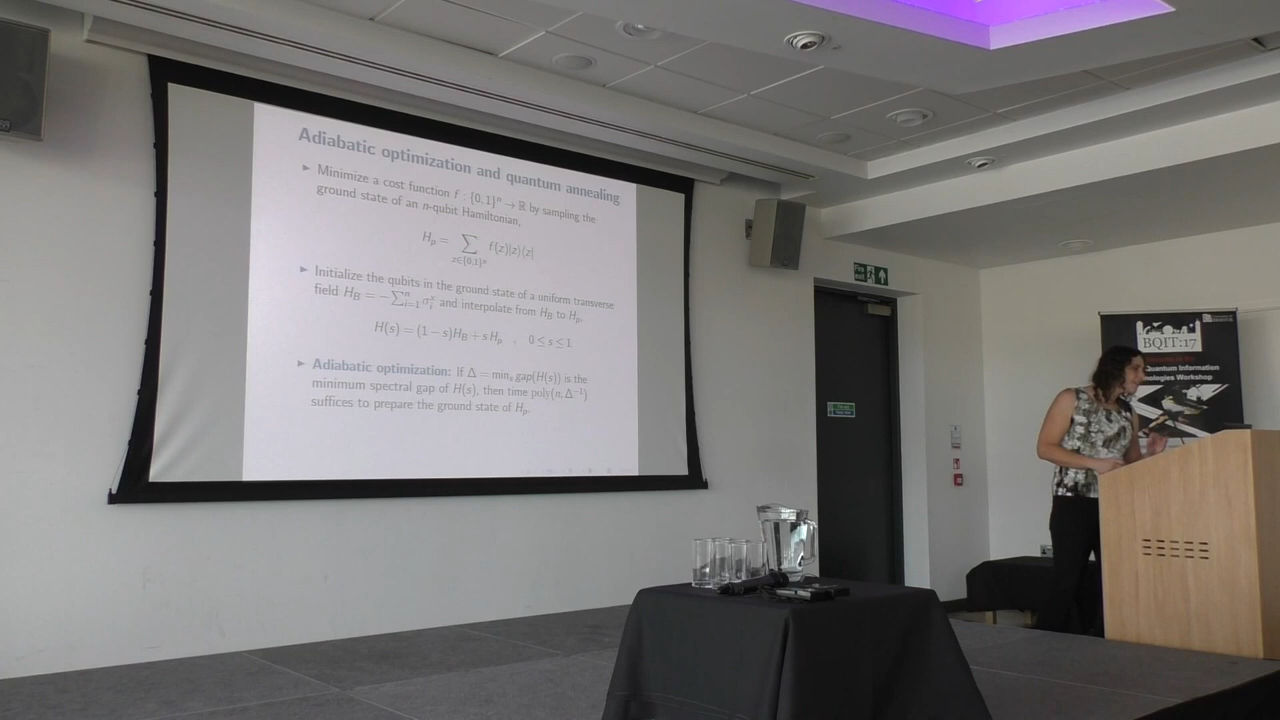 Adiabatic optimization and quantum annealing
► Minimize a cost function f : {0,1}ⁿ → ℝ by sampling the
ground state of an n-qubit Hamiltonian,
H_p = ∑_{z∈{0,1}ⁿ} f(z)|z⟩⟨z|
► Initialize the qubits in the ground state of a uniform transverse
field H_B = −∑ⁿ_{i=1} σᵢˣ and interpolate from H_B to H_p,
H(s) = (1 − s)H_B + s H_p , 0 ≤ s ≤ 1
► Adiabatic optimization: If Δ = min_s gap(H(s)) is the
minimum spectral gap of H(s), then time poly(n, Δ⁻¹)
suffices to prepare the ground state of H_p.
Fire
exit
BQIT:17
Quantum Information
Workshop